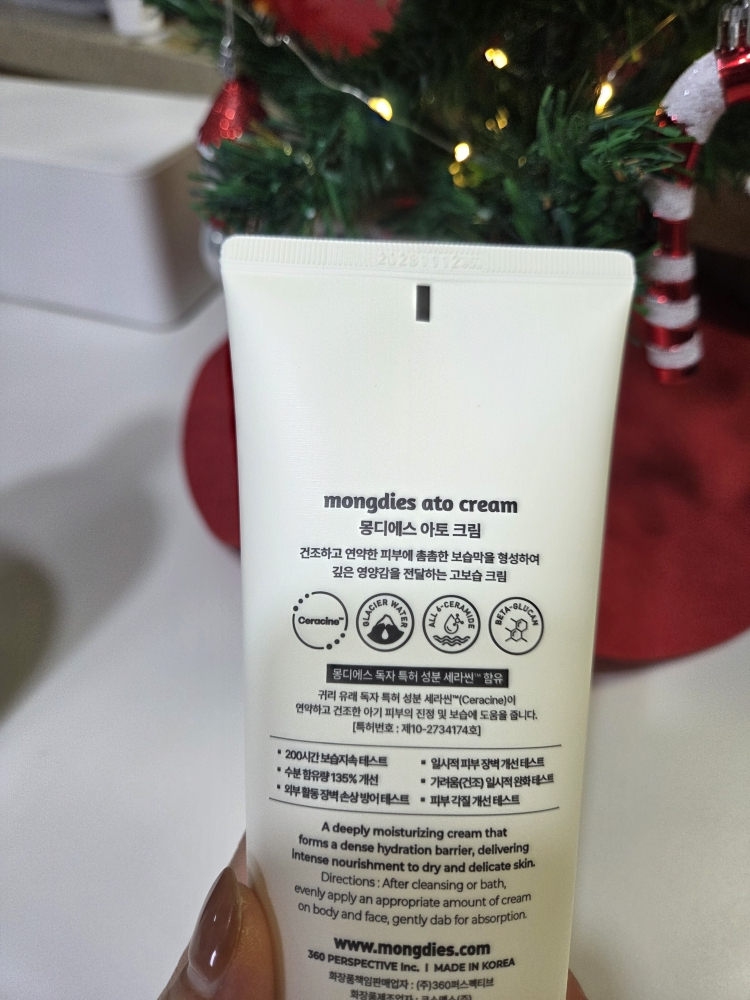 mongdies ato cream
몽디에스 아토 크림
건조하고 연약한 피부에 촘촘한 보습막을 형성하여
깊은 영양감을 전달하는 고보습 크림
Ceracine™
GLACIER WATER
ALL 6-CERAMIDE
BETA-GLUCAN
몽디에스 독자 특허 성분 세라씬™ 함유
귀리 유래 독자 특허 성분 세라씬™(Ceracine)이
연약하고 건조한 아기 피부의 진정 및 보습에 도움을 줍니다.
[특허번호 : 제10-2734174호]
• 200시간 보습지속 테스트
• 수분 함유량 135% 개선
• 외부 활동 장벽 손상 방어 테스트
• 일시적 피부 장벽 개선 테스트
• 가려움(건조) 일시적 완화 테스트
• 피부 각질 개선 테스트
A deeply moisturizing cream that
forms a dense hydration barrier, delivering
intense nourishment to dry and delicate skin.
Directions : After cleansing or bath,
evenly apply an appropriate amount of cream
on body and face, gently dab for absorption.
www.mongdies.com
360 PERSPECTIVE Inc. I MADE IN KOREA
화장품책임판매업자 : (주)360퍼스펙티브
화장품제조업자 :